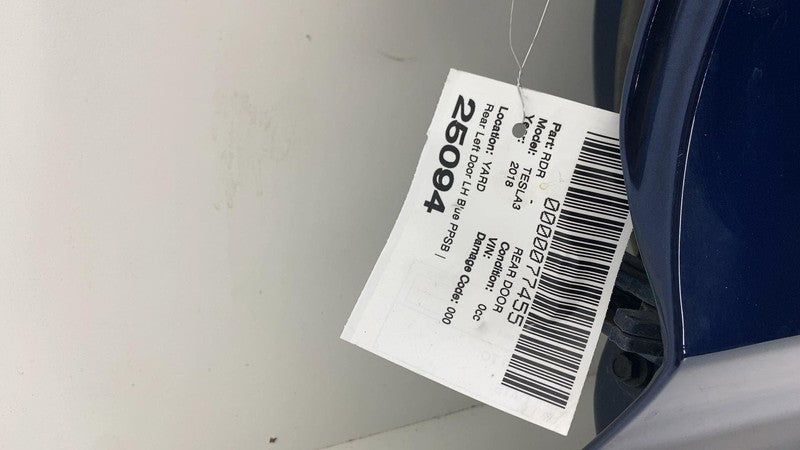 0000077455
Part: RDR - REAR DOOR
Model: TESLA3 Condition: 0cc
Year: 2018 VIN:
Location: YARD Damage Code: 000
Rear Left Door LH Blue PPSB |
25094